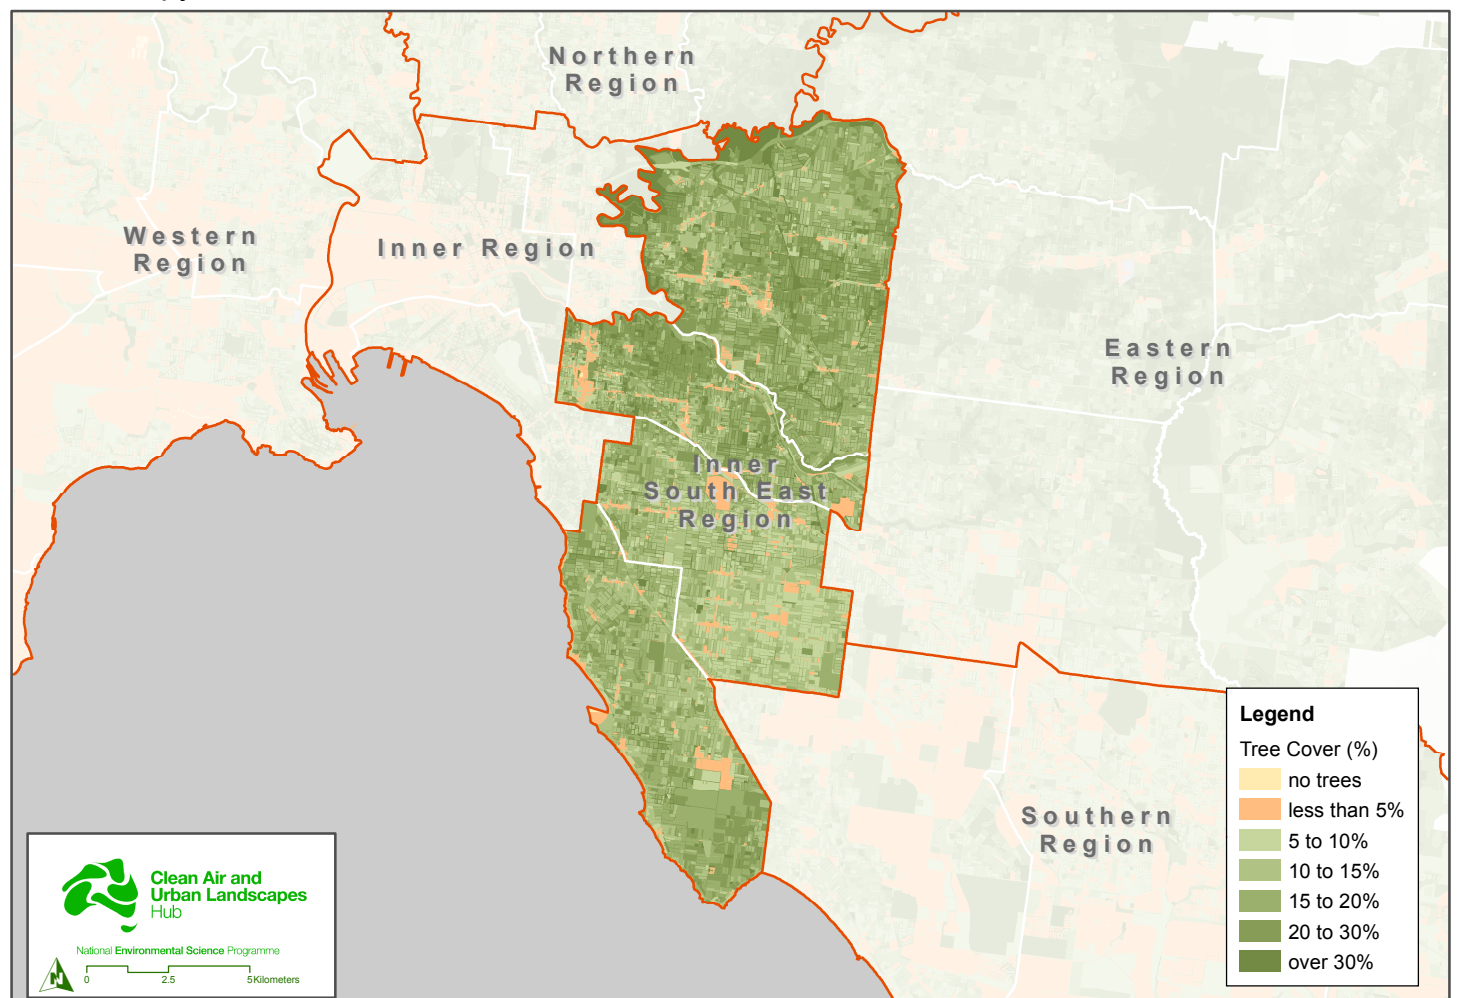 Northern
Region
Western
Region
Inner Region
Eastern
Region
Inner
South East
Region
Southern
Region
Legend
Tree Cover (%)
no trees
less than 5%
5 to 10%
10 to 15%
15 to 20%
20 to 30%
over 30%
Clean Air and
Urban Landscapes
Hub
National Environmental Science Programme
N
0 2.5 5 Kilometers